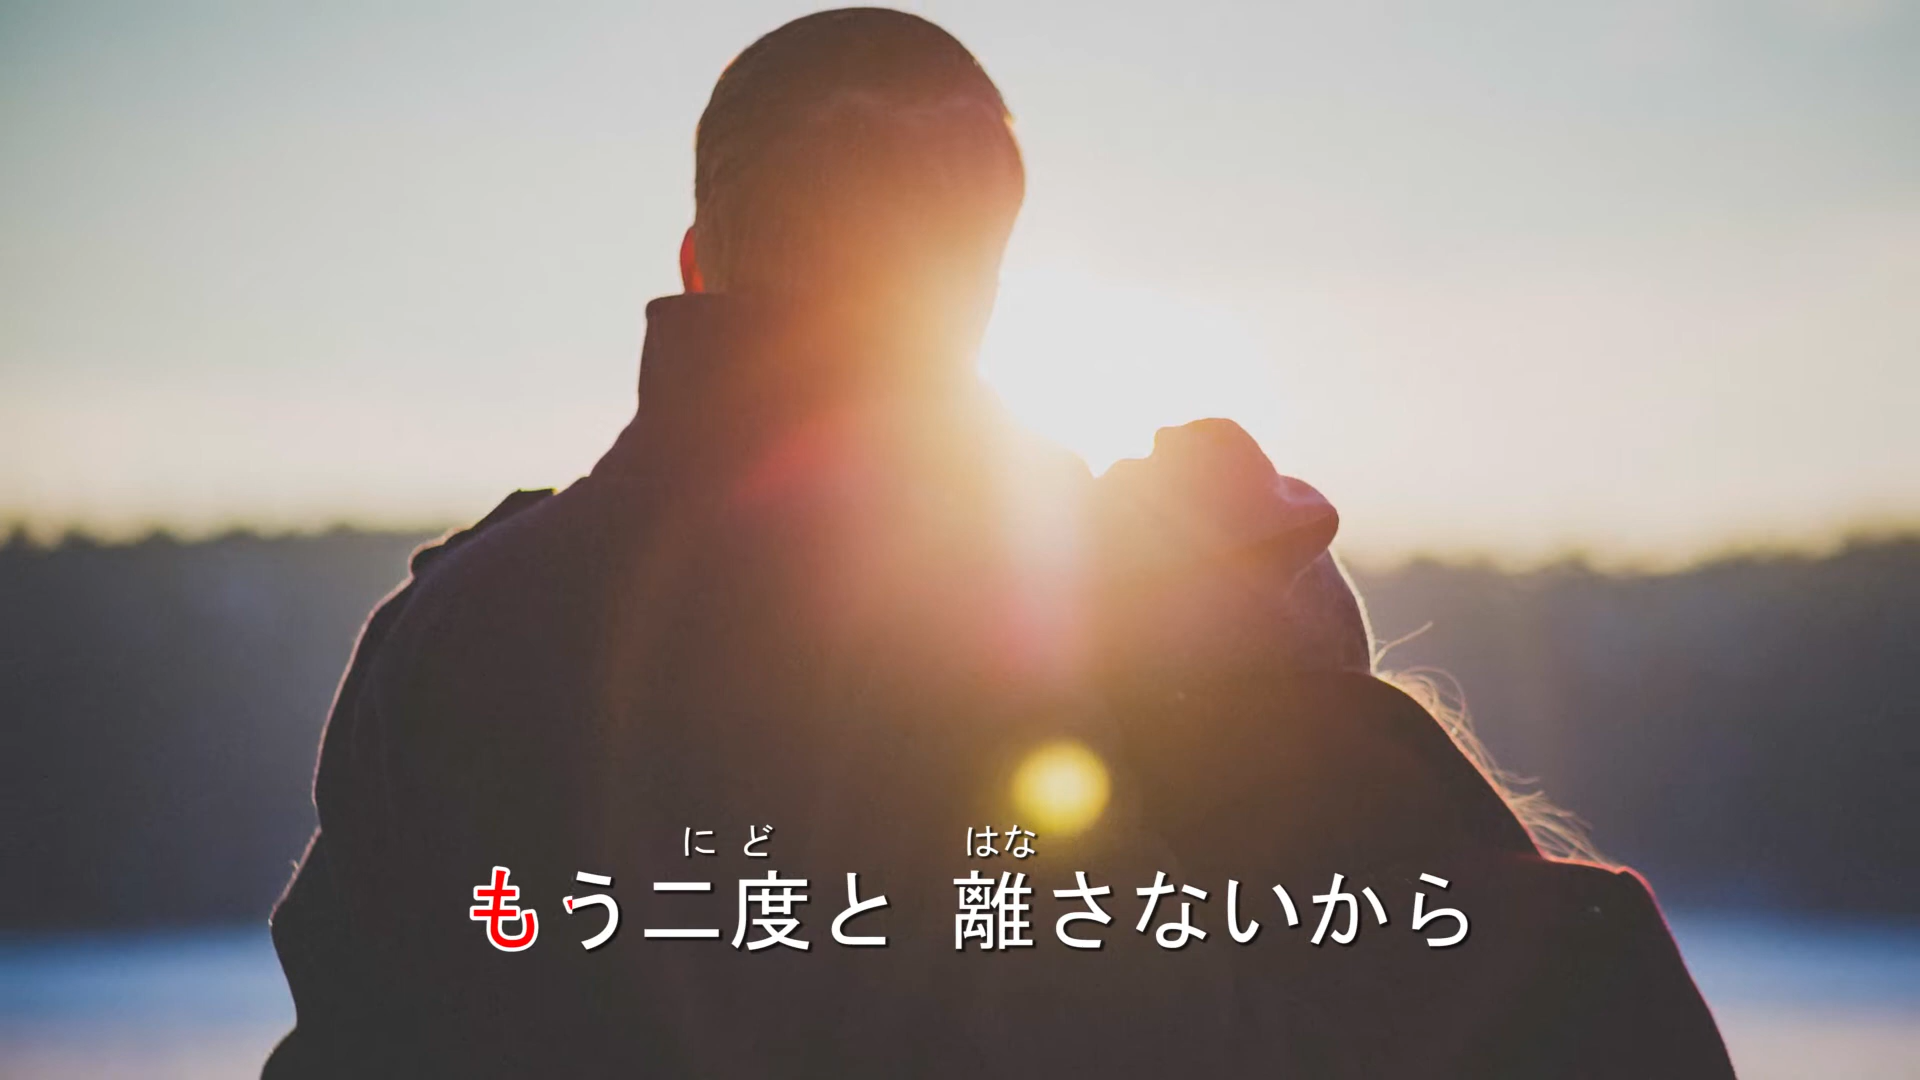 に ど はな
もう二度と 離さないから